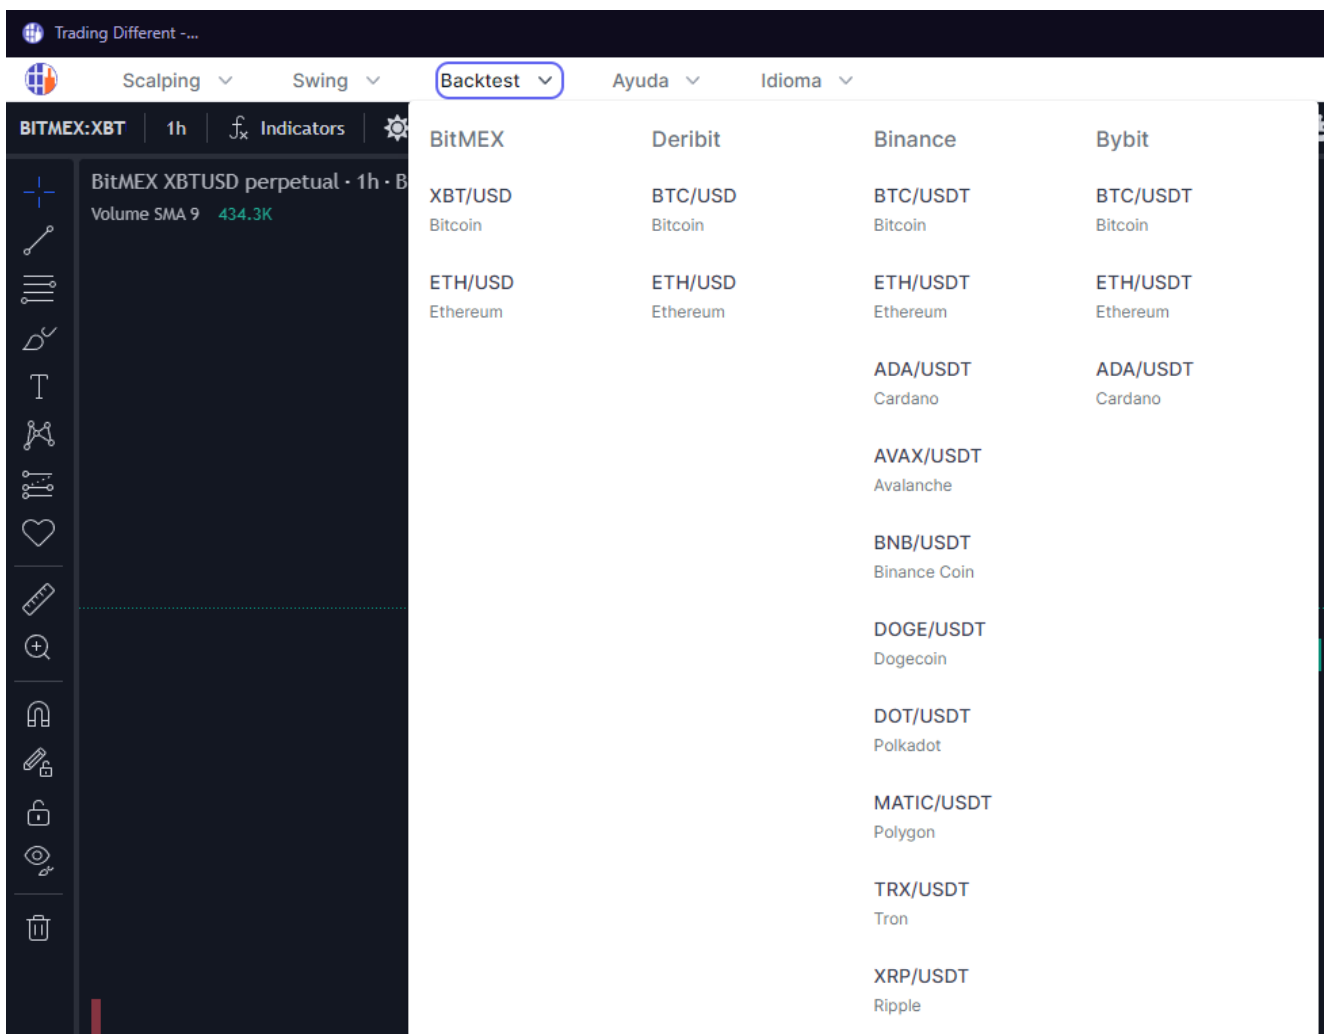 Trading Different -...
Scalping Swing Backtest Ayuda Idioma
BITMEX:XBT 1h fx Indicators
BitMEX XBTUSD perpetual · 1h · B
Volume SMA 9 434.3K
BitMEX Deribit Binance Bybit
XBT/USD BTC/USD BTC/USDT BTC/USDT
Bitcoin Bitcoin Bitcoin Bitcoin
ETH/USD ETH/USD ETH/USDT ETH/USDT
Ethereum Ethereum Ethereum Ethereum
ADA/USDT ADA/USDT
Cardano Cardano
AVAX/USDT
Avalanche
BNB/USDT
Binance Coin
DOGE/USDT
Dogecoin
DOT/USDT
Polkadot
MATIC/USDT
Polygon
TRX/USDT
Tron
XRP/USDT
Ripple